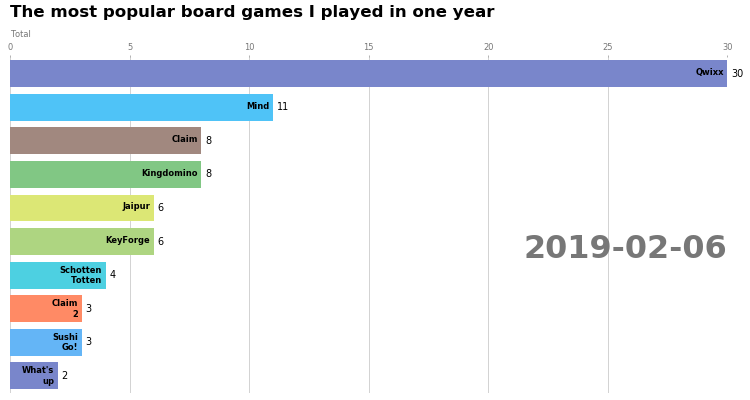 The most popular board games I played in one year
Total
0 5 10 15 20 25 30
Qwixx 30
Mind 11
Claim 8
Kingdomino 8
Jaipur 6
KeyForge 6
2019-02-06
Schotten
Totten 4
Claim
2 3
Sushi
Go! 3
What's
up 2